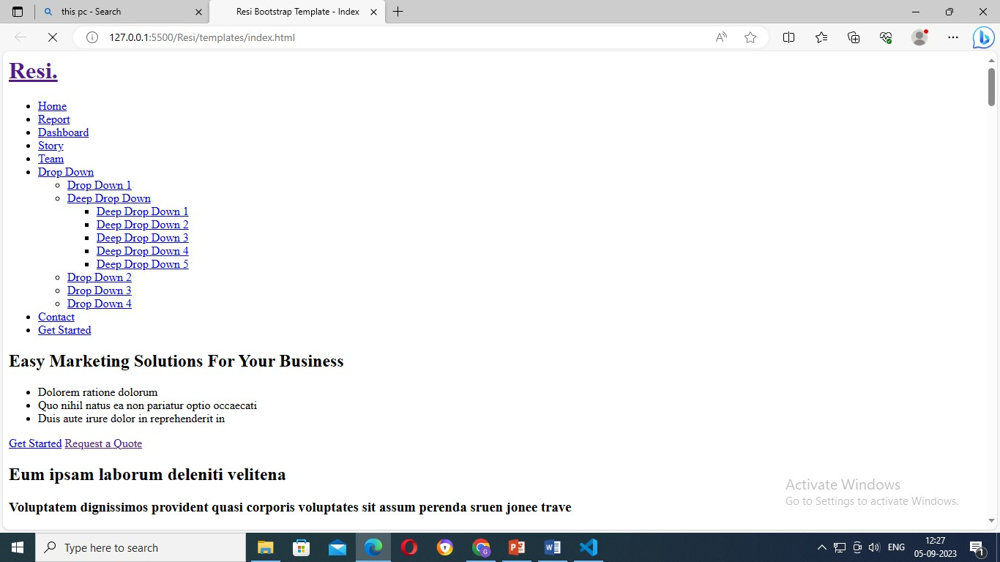 this pc - Search
Resi Bootstrap Template - Index
127.0.0.1:5500/Resi/templates/index.html
Resi.
Home
Report
Dashboard
Story
Team
Drop Down
Drop Down 1
Deep Drop Down
Deep Drop Down 1
Deep Drop Down 2
Deep Drop Down 3
Deep Drop Down 4
Deep Drop Down 5
Drop Down 2
Drop Down 3
Drop Down 4
Contact
Get Started
Easy Marketing Solutions For Your Business
Dolorem ratione dolorum
Quo nihil natus ea non pariatur optio occaecati
Duis aute irure dolor in reprehenderit in
Get Started Request a Quote
Eum ipsam laborum deleniti velitena
Voluptatem dignissimos provident quasi corporis voluptates sit assum perenda sruen jonee trave
Activate Windows
Go to Settings to activate Windows.
Type here to search
ENG
12:27
05-09-2023
1